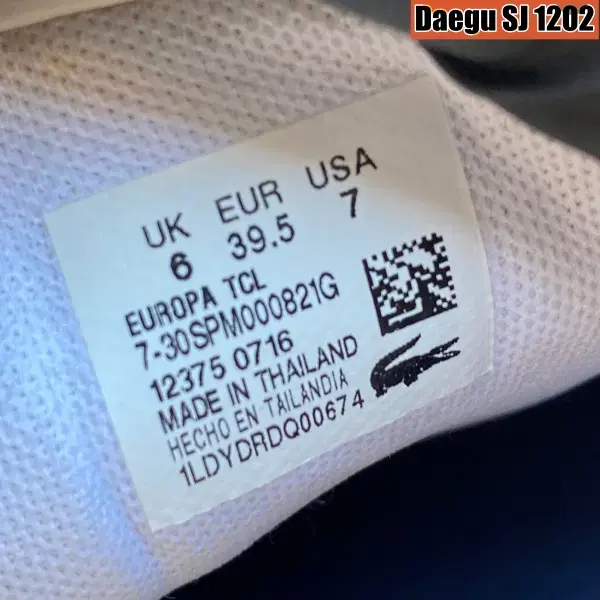 Daegu SJ 1202
UK EUR USA
6 39.5 7
EUROPA TCL
7-30SPM000821G
12375 0716
MADE IN THAILAND
HECHO EN TAILANDIA
1LDYDRDQ00674